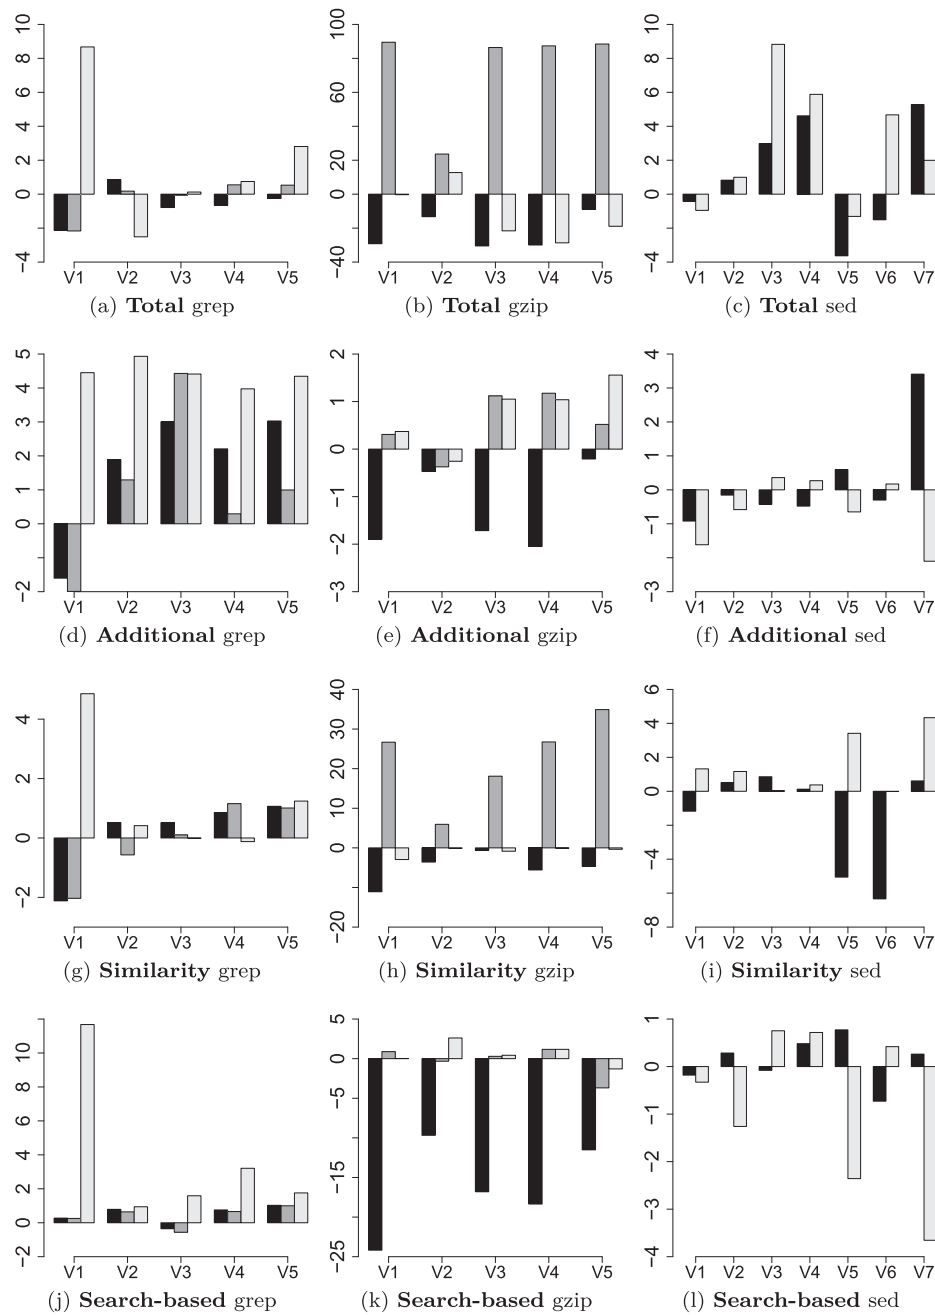 −4 0 2 4 6 8 10
V1 V2 V3 V4 V5
(a) Total grep
−40 0 20 60 100
V1 V2 V3 V4 V5
(b) Total gzip
−4 0 2 4 6 8 10
V1 V2 V3 V4 V5 V6 V7
(c) Total sed
−2 0 1 2 3 4 5
V1 V2 V3 V4 V5
(d) Additional grep
−3 −2 −1 0 1 2
V1 V2 V3 V4 V5
(e) Additional gzip
−3 −1 0 1 2 3 4
V1 V2 V3 V4 V5 V6 V7
(f) Additional sed
−2 0 2 4
V1 V2 V3 V4 V5
(g) Similarity grep
−20 0 10 20 30 40
V1 V2 V3 V4 V5
(h) Similarity gzip
−8 −4 0 2 4 6
V1 V2 V3 V4 V5 V6 V7
(i) Similarity sed
−2 0 2 4 6 8 10
V1 V2 V3 V4 V5
(j) Search-based grep
−25 −15 −5 0 5
V1 V2 V3 V4 V5
(k) Search-based gzip
−4 −3 −2 −1 0 1
V1 V2 V3 V4 V5 V6 V7
(l) Search-based sed